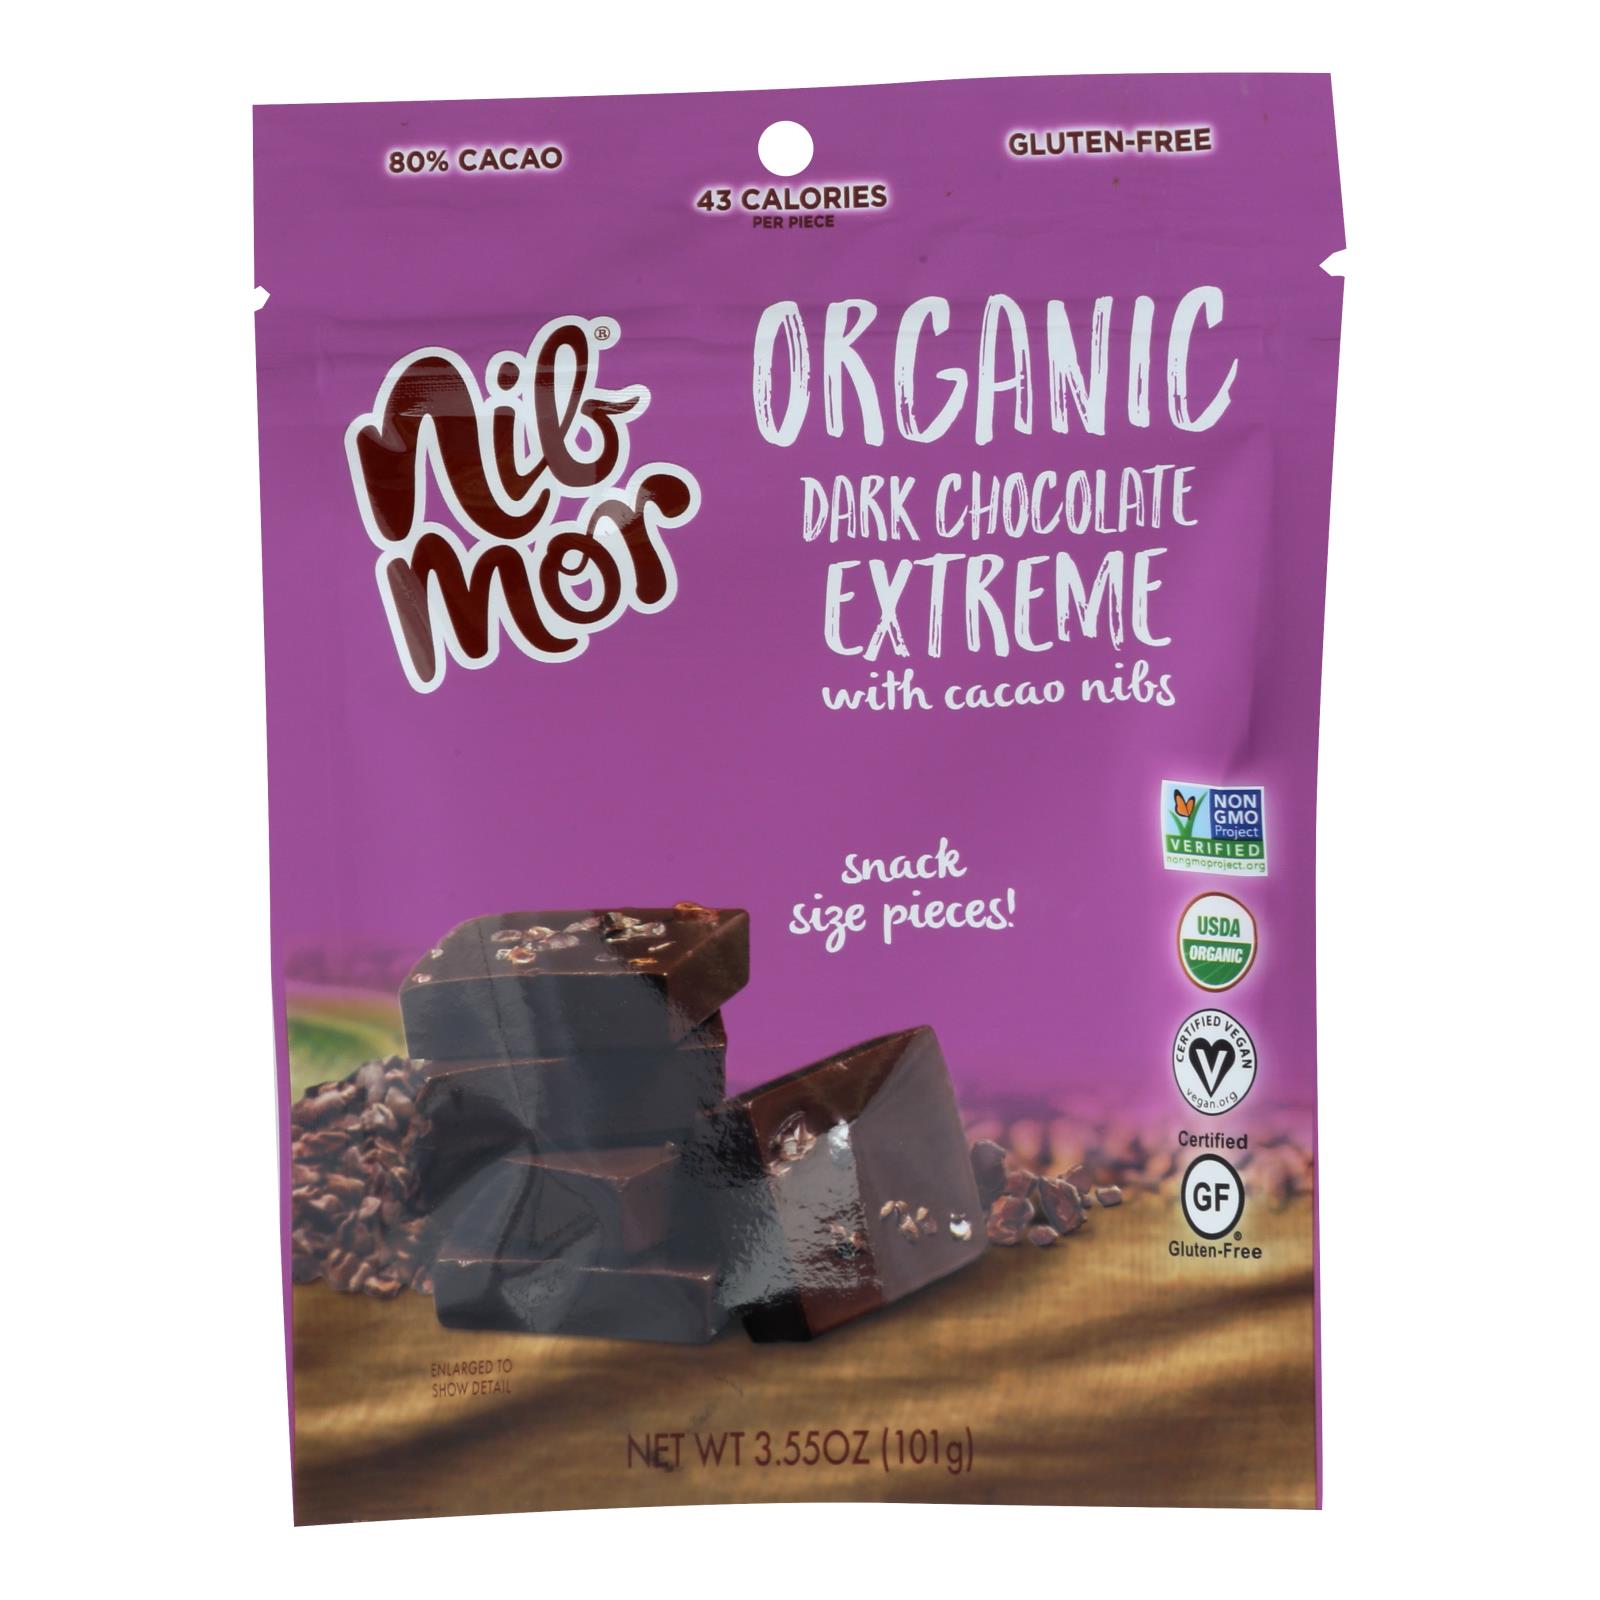 80% CACAO
GLUTEN-FREE
43 CALORIES
PER PIECE
nib
mor
®
ORGANIC
DARK CHOCOLATE
EXTREME
with cacao nibs
snack
size pieces!
NON
GMO
Project
VERIFIED
nongmoproject.org
USDA
ORGANIC
CERTIFIED VEGAN
V
vegan.org
Certified
GF
®
Gluten-Free
ENLARGED TO
SHOW DETAIL
NET WT 3.55OZ (101g)